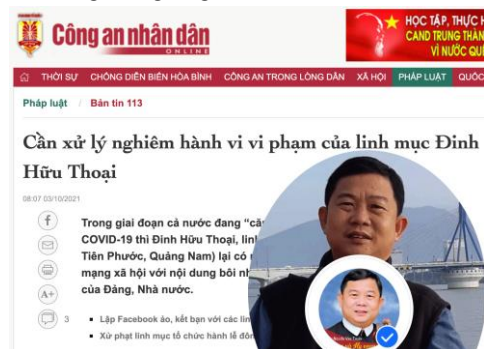 Công an nhân dân
ONLINE
HỌC TẬP, THỰC H
CAND TRUNG THÀN
VÌ NƯỚC QU
THỜI SỰ CHỐNG DIỄN BIẾN HÒA BÌNH CÔNG AN TRONG LÒNG DÂN XÃ HỘI PHÁP LUẬT QUỐC
Pháp luật / Bản tin 113
Cần xử lý nghiêm hành vi vi phạm của linh mục Đinh
Hữu Thoại
08:07 03/10/2021
Trong giai đoạn cả nước đang "că
COVID-19 thì Đinh Hữu Thoại, lin
Tiên Phước, Quảng Nam) lại có
mạng xã hội với nội dung bôi nh
của Đảng, Nhà nước.
A+
3
Lập Facebook ảo, kết bạn với các lin
Xử phạt linh mục tổ chức hành lễ đôn